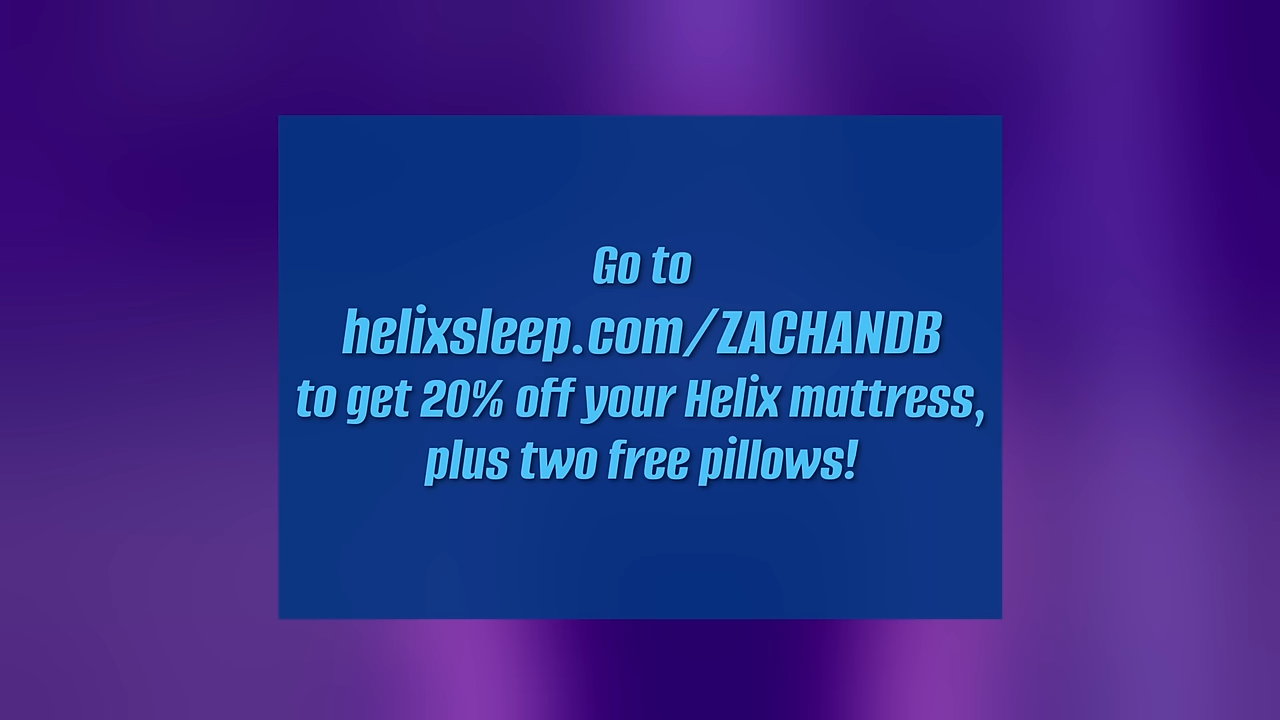 Go to
helixsleep.com/ZACHANDB
to get 20% off your Helix mattress,
plus two free pillows!